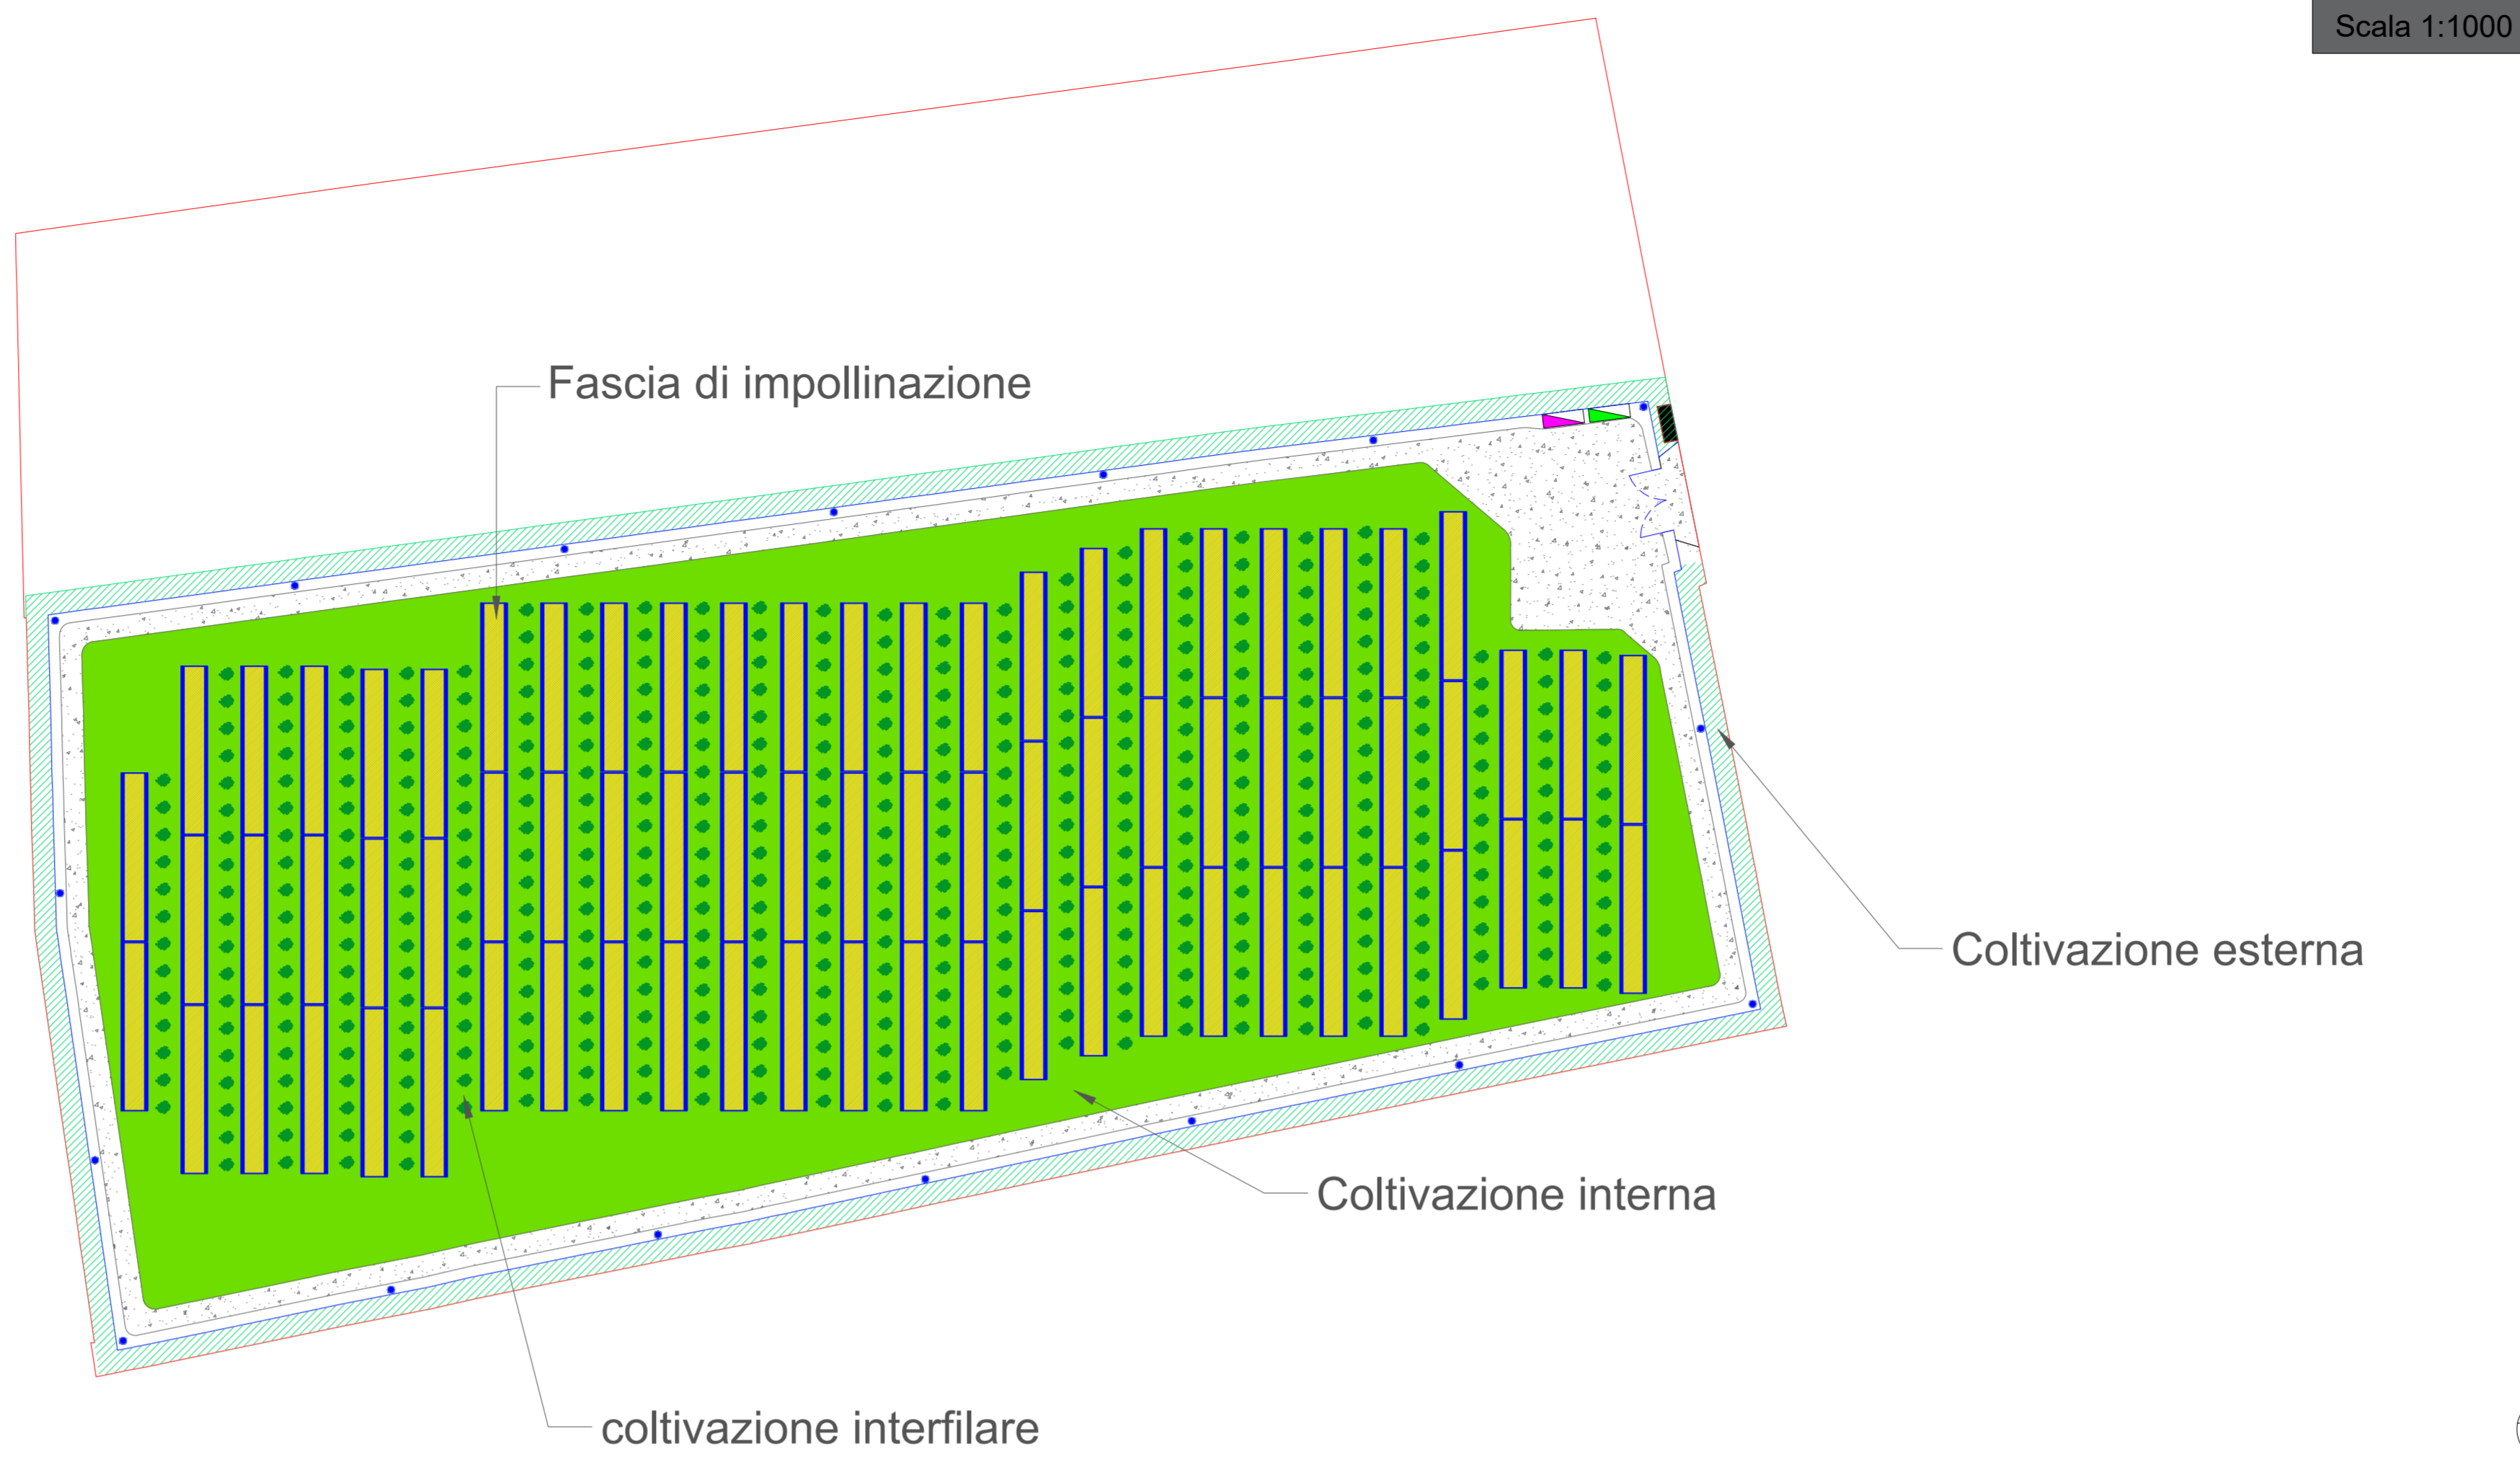 Scala 1:1000
Fascia di impollinazione
Coltivazione esterna
Coltivazione interna
coltivazione interfilare